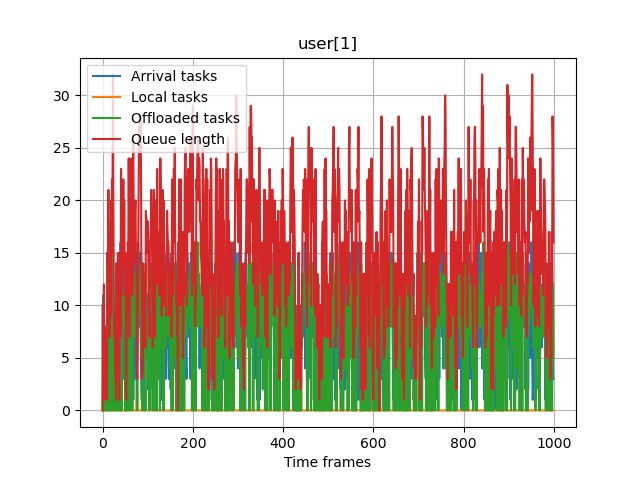 user[1]
Arrival tasks
Local tasks
Offloaded tasks
Queue length
30
25
20
15
10
5
0
0 200 400 600 800 1000
Time frames